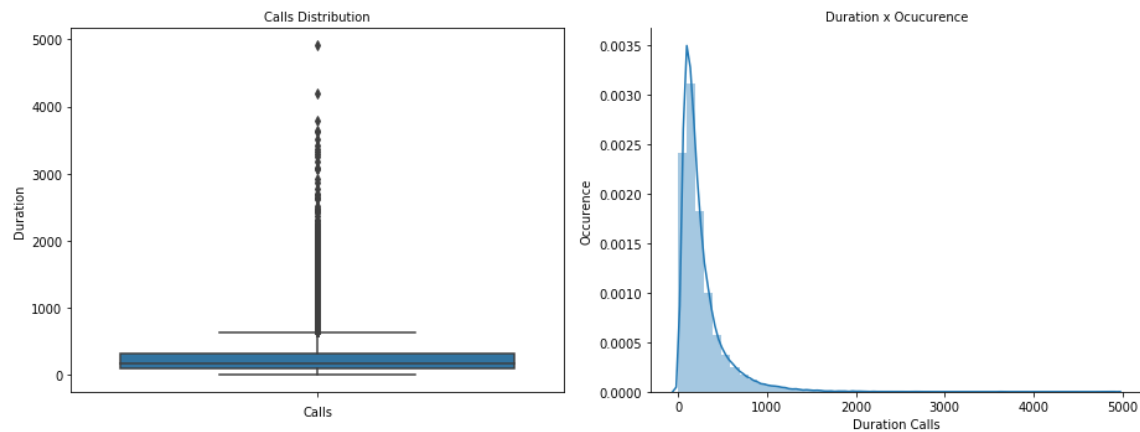 Calls Distribution
5000
4000
3000
2000
1000
0
Duration
Calls
Duration x Ocucurence
0.0035
0.0030
0.0025
0.0020
0.0015
0.0010
0.0005
0.0000
Occurence
0 1000 2000 3000 4000 5000
Duration Calls